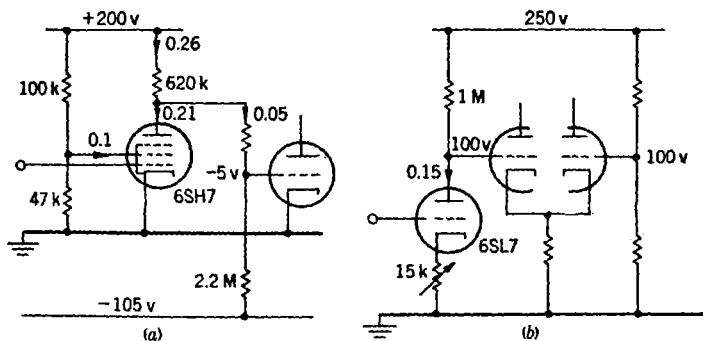 +200 v
0.26
100 k
620 k
0.21
0.05
0.1
-5 v
47 k
6SH7
2.2 M
-105 v
(a)
250 v
1 M
100 v
100 v
0.15
6SL7
15 k
(b)